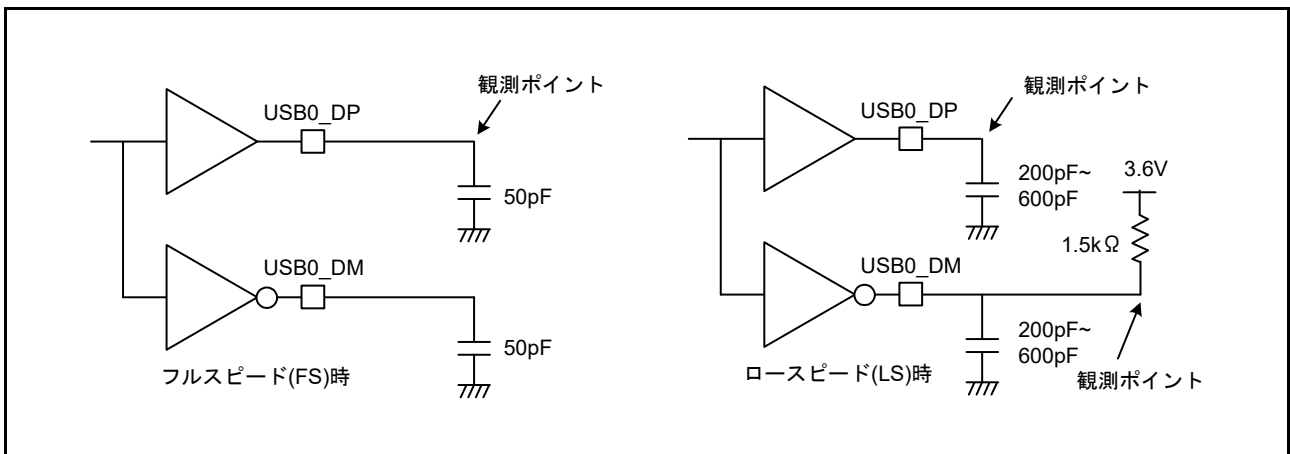 観測ポイント
USB0_DP
50pF
USB0_DM
50pF
フルスピード(FS)時
観測ポイント
USB0_DP
200pF~
600pF
3.6V
1.5kΩ
USB0_DM
200pF~
600pF
ロースピード(LS)時
観測ポイント